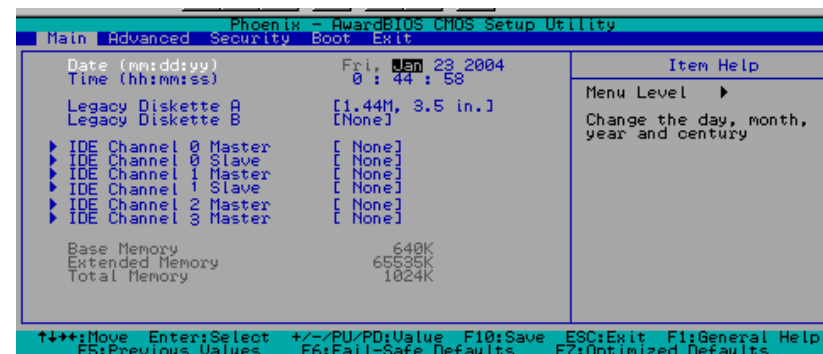 Phoenix - AwardBIOS CMOS Setup Utility
Main Advanced Security Boot Exit
Date (mm:dd:yy) Fri, Jan 23 2004
Time (hh:mm:ss) 0 : 44 : 58
Legacy Diskette A [1.44M, 3.5 in.]
Legacy Diskette B [None]
IDE Channel 0 Master [ None]
IDE Channel 0 Slave [ None]
IDE Channel 1 Master [ None]
IDE Channel 1 Slave [ None]
IDE Channel 2 Master [ None]
IDE Channel 3 Master [ None]
Base Memory 640K
Extended Memory 65535K
Total Memory 1024K
Item Help
Menu Level
Change the day, month,
year and century
↑↓→←:Move Enter:Select +/-/PU/PD:Value F10:Save ESC:Exit F1:General Help
F5:Previous Values F6:Fail-Safe Defaults F7:Optimized Defaults